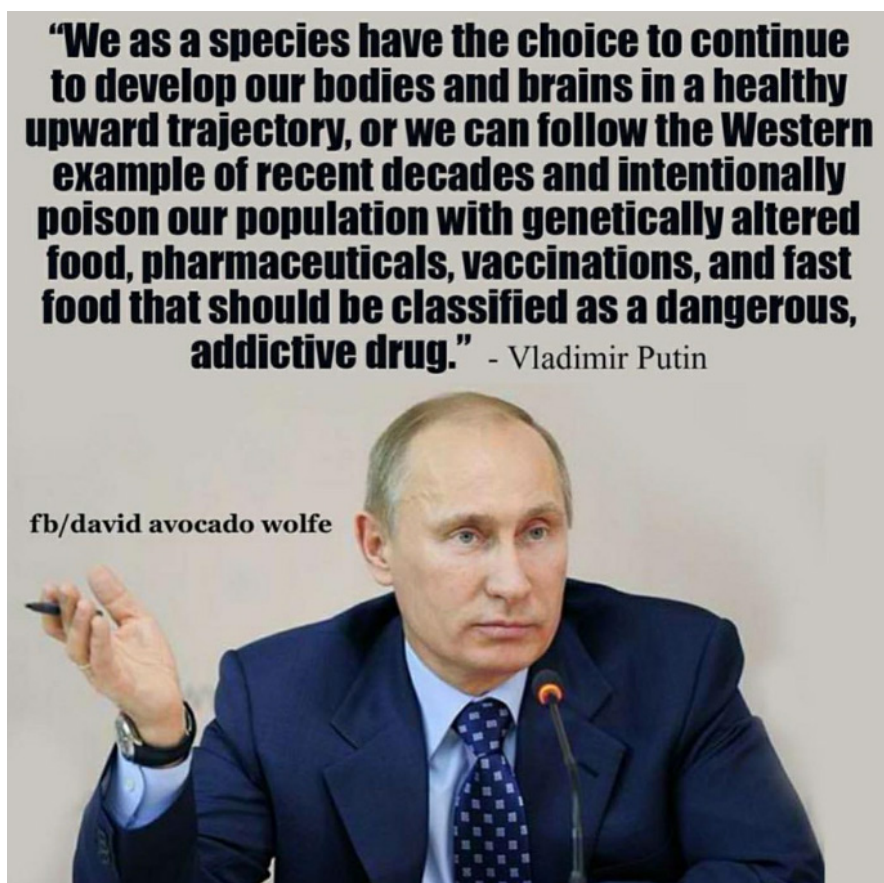 “We as a species have the choice to continue
to develop our bodies and brains in a healthy
upward trajectory, or we can follow the Western
example of recent decades and intentionally
poison our population with genetically altered
food, pharmaceuticals, vaccinations, and fast
food that should be classified as a dangerous,
addictive drug.” - Vladimir Putin
fb/david avocado wolfe